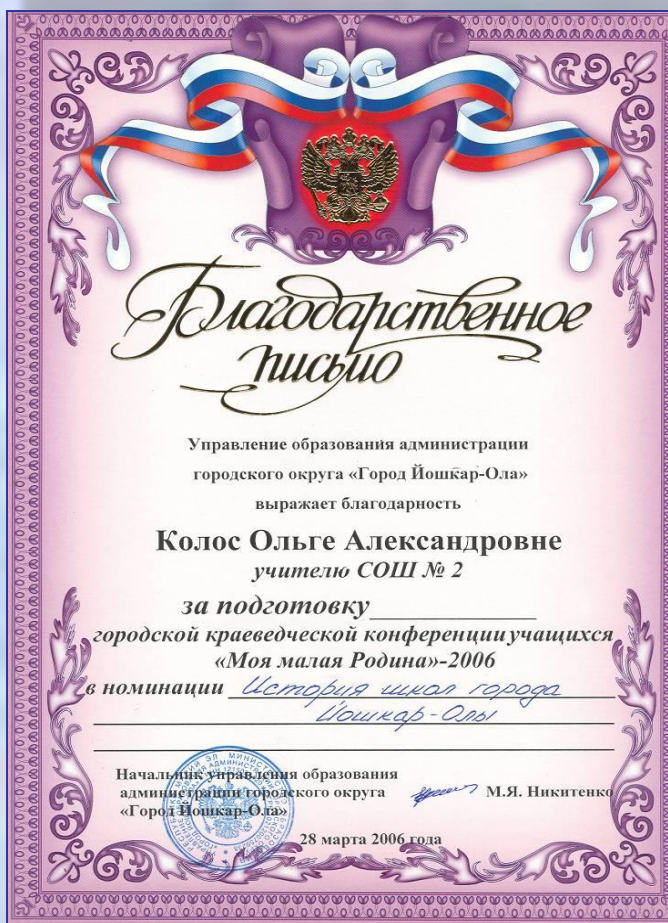 Благодарственное
письмо
Управление образования администрации
городского округа «Город Йошкар-Ола»
выражает благодарность
Колос Ольге Александровне
учителю СОШ № 2
за подготовку
городской краеведческой конференции учащихся
«Моя малая Родина»-2006
в номинации История школ города
Йошкар-Олы
Начальник управления образования
администрации городского округа
«Город Йошкар-Ола»
М.Я. Никитенко
28 марта 2006 года